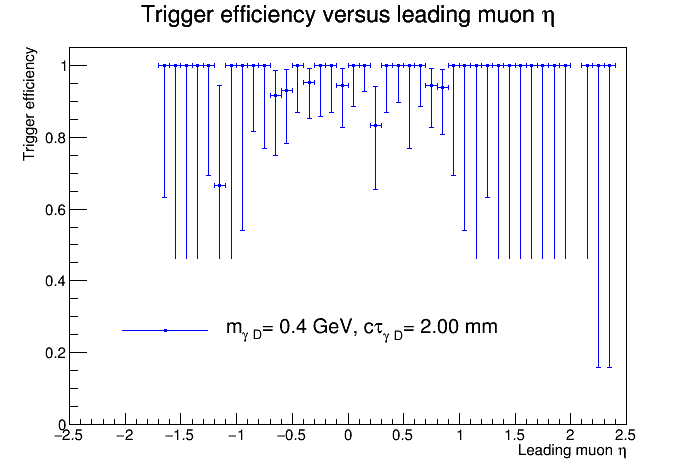 Trigger efficiency versus leading muon η
Trigger efficiency
1
0.8
0.6
0.4
0.2
0
m_γ D= 0.4 GeV, cτ_γ D= 2.00 mm
−2.5 −2 −1.5 −1 −0.5 0 0.5 1 1.5 2 2.5
Leading muon η